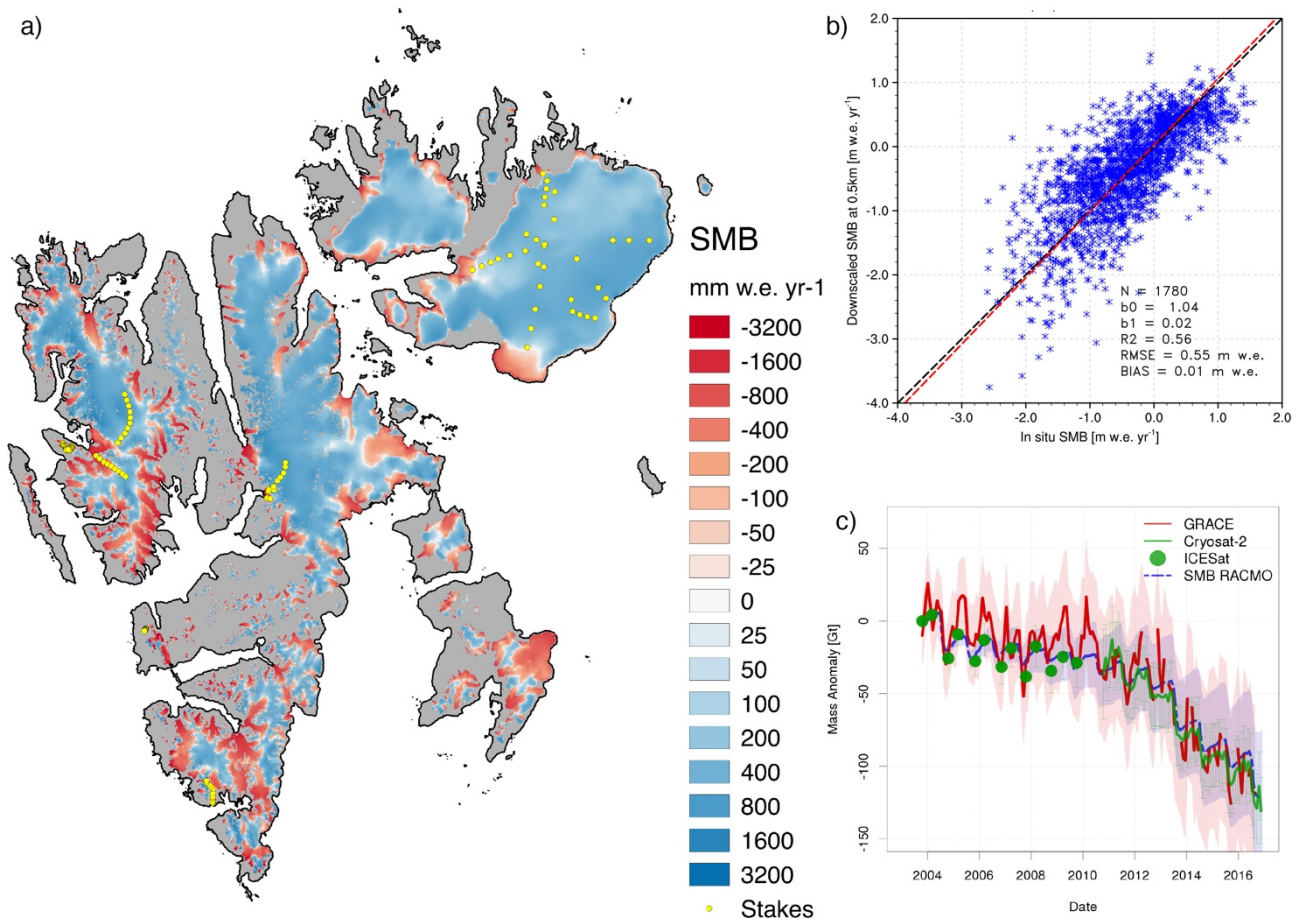 a)
SMB
mm w.e. yr-1
-3200
-1600
-800
-400
-200
-100
-50
-25
0
25
50
100
200
400
800
1600
3200
Stakes
b)
2.0
1.0
0.0
-1.0
-2.0
-3.0
-4.0
Downscaled SMB at 0.5km [m w.e. yr⁻¹]
N = 1780
b0 = 1.04
b1 = 0.02
R2 = 0.56
RMSE = 0.55 m w.e.
BIAS = 0.01 m w.e.
-4.0 -3.0 -2.0 -1.0 0.0 1.0 2.0
In situ SMB [m w.e. yr⁻¹]
c)
GRACE
Cryosat-2
ICESat
SMB RACMO
50
0
-50
-100
-150
Mass Anomaly [Gt]
2004 2006 2008 2010 2012 2014 2016
Date